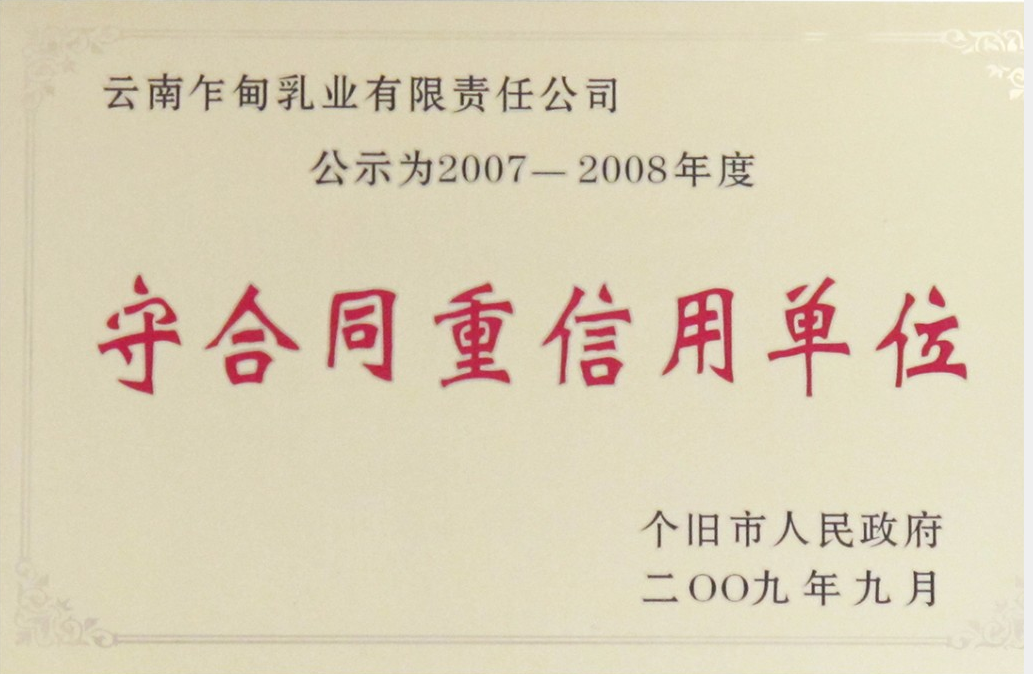 云南乍甸乳业有限责任公司
公示为2007—2008年度
守合同重信用单位
个旧市人民政府
二〇〇九年九月